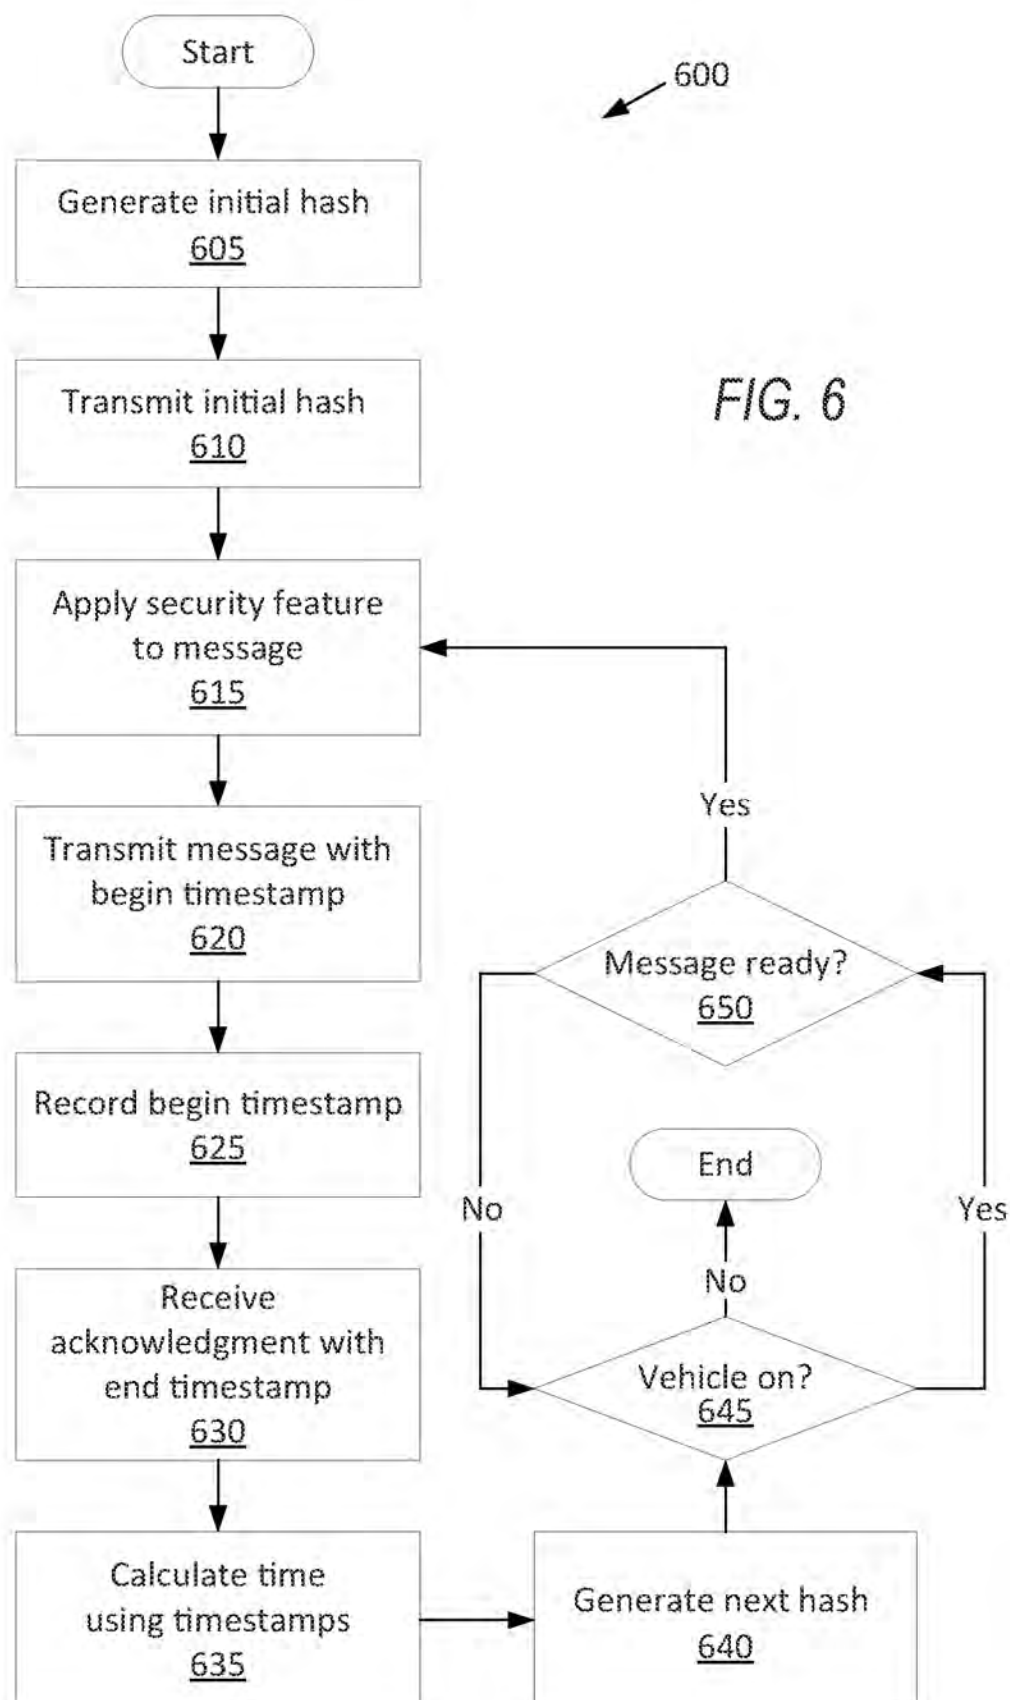 Start
600
Generate initial hash
605
FIG. 6
Transmit initial hash
610
Apply security feature
to message
615
Yes
Transmit message with
begin timestamp
620
Message ready?
650
Record begin timestamp
625
End
No
Yes
No
Receive
acknowledgment with
end timestamp
630
Vehicle on?
645
Calculate time
using timestamps
635
Generate next hash
640